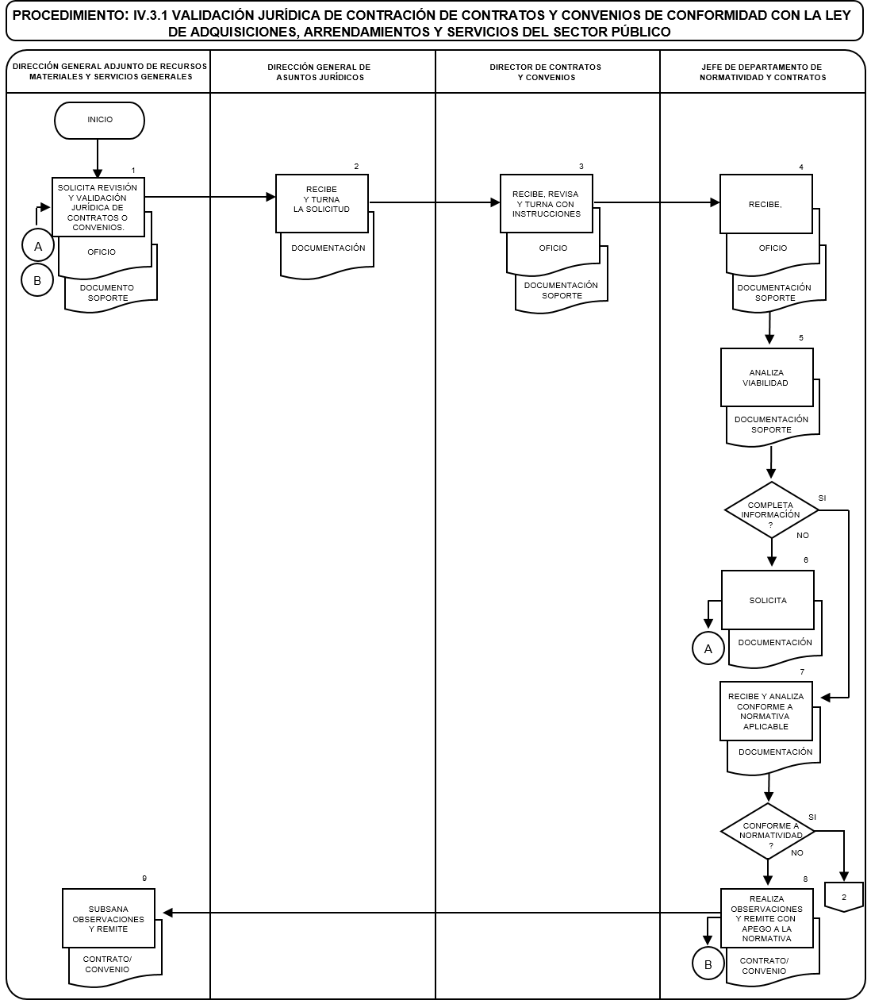 PROCEDIMIENTO: IV.3.1 VALIDACIÓN JURÍDICA DE CONTRACIÓN DE CONTRATOS Y CONVENIOS DE CONFORMIDAD CON LA LEY
DE ADQUISICIONES, ARRENDAMIENTOS Y SERVICIOS DEL SECTOR PÚBLICO
DIRECCIÓN GENERAL ADJUNTO DE RECURSOS
MATERIALES Y SERVICIOS GENERALES
DIRECCIÓN GENERAL DE
ASUNTOS JURÍDICOS
DIRECTOR DE CONTRATOS
Y CONVENIOS
JEFE DE DEPARTAMENTO DE
NORMATIVIDAD Y CONTRATOS
INICIO
1
SOLICITA REVISIÓN
Y VALIDACIÓN
JURÍDICA DE
CONTRATOS O
CONVENIOS.
A
B
OFICIO
DOCUMENTO
SOPORTE
2
RECIBE
Y TURNA
LA SOLICITUD
DOCUMENTACIÓN
3
RECIBE, REVISA
Y TURNA CON
INSTRUCCIONES
OFICIO
DOCUMENTACIÓN
SOPORTE
4
RECIBE,
OFICIO
DOCUMENTACIÓN
SOPORTE
5
ANALIZA
VIABILIDAD
DOCUMENTACIÓN
SOPORTE
COMPLETA
INFORMACÍÓN
?
SI
NO
6
SOLICITA
DOCUMENTACIÓN
A
7
RECIBE Y ANALIZA
CONFORME A
NORMATIVA
APLICABLE
DOCUMENTACIÓN
CONFORME A
NORMATIVIDAD
?
SI
NO
2
8
REALIZA
OBSERVACIONES
Y REMITE CON
APEGO A LA
NORMATIVA
CONTRATO/
CONVENIO
B
9
SUBSANA
OBSERVACIONES
Y REMITE
CONTRATO/
CONVENIO